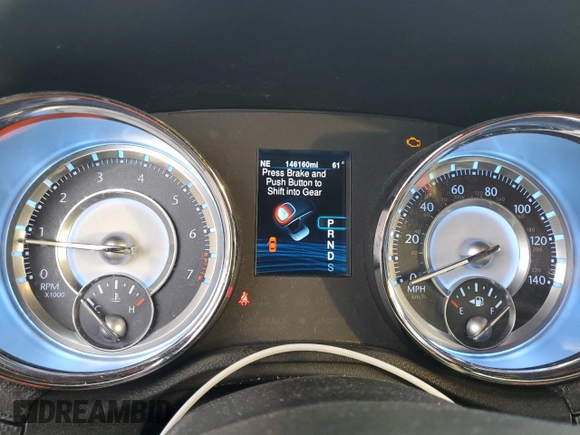 NE 146160mi 61°
Press Brake and
Push Button to
Shift into Gear
P
R
N
D
S
0 1 2 3 4 5 6 7
RPM
X1000
C H
0 20 40 60 80 100 120 140
MPH
km/h
E F
DREAMBID